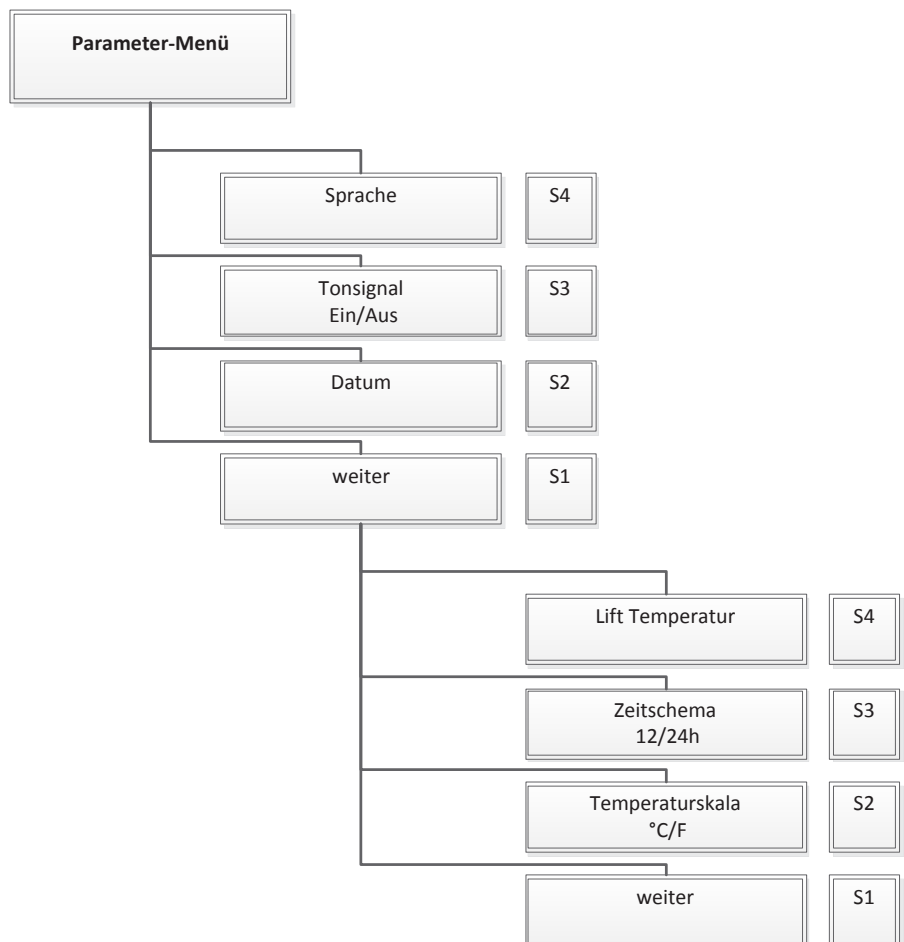 Parameter-Menü
Sprache
S4
Tonsignal
Ein/Aus
S3
Datum
S2
weiter
S1
Lift Temperatur
S4
Zeitschema
12/24h
S3
Temperaturskala
°C/F
S2
weiter
S1